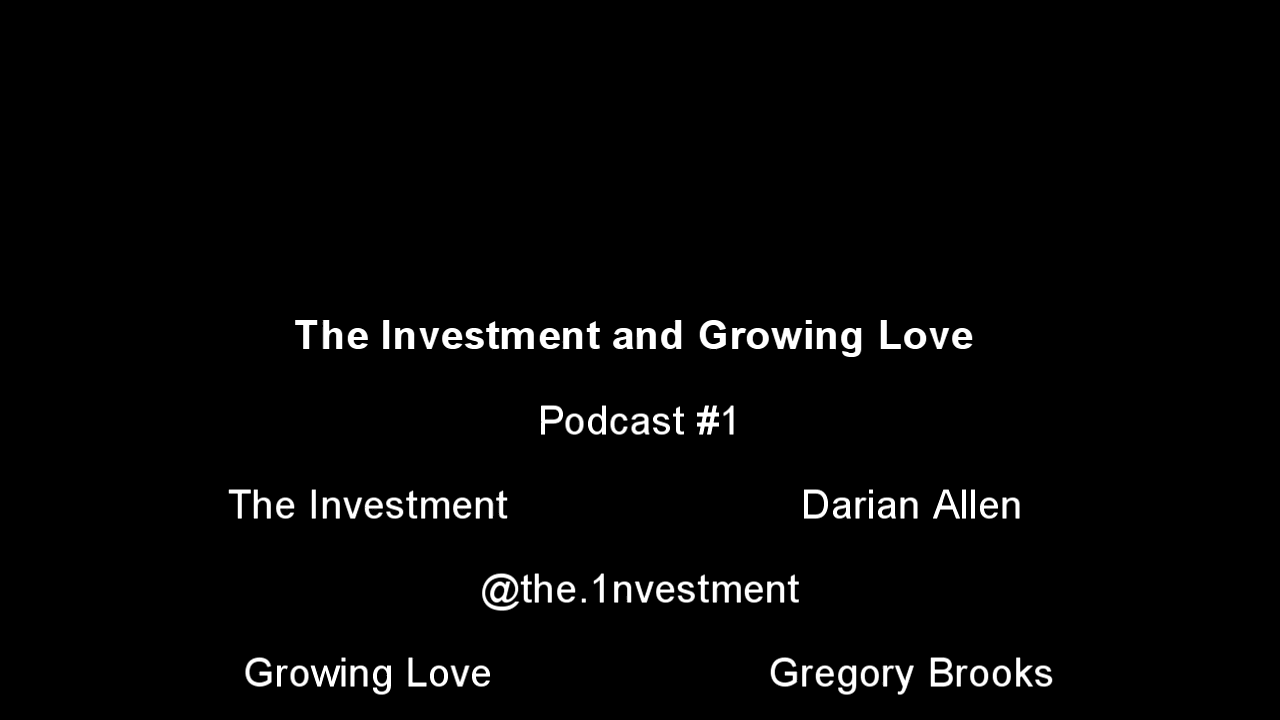 The Investment and Growing Love
Podcast #1
The Investment Darian Allen
@the.1nvestment
Growing Love Gregory Brooks